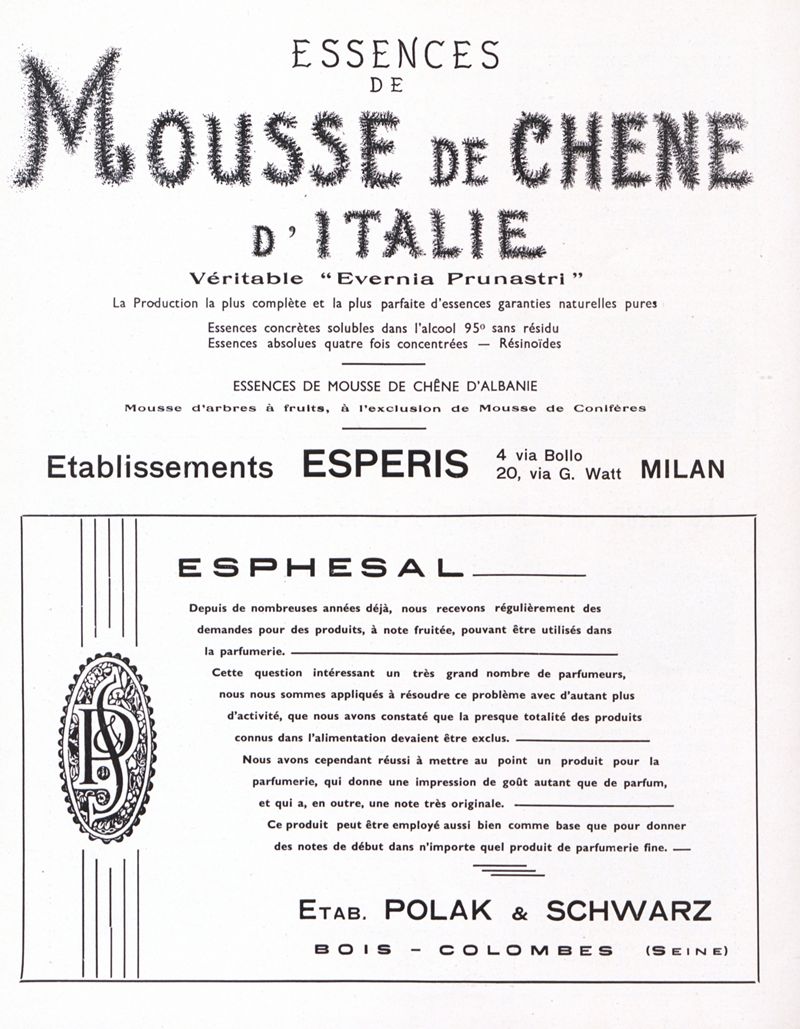 ESSENCES
DE
MOUSSE DE CHENE
D'ITALIE
Véritable "Evernia Prunastri"
La Production la plus complète et la plus parfaite d'essences garanties naturelles pures
Essences concrètes solubles dans l'alcool 95º sans résidu
Essences absolues quatre fois concentrées — Résinoïdes
ESSENCES DE MOUSSE DE CHÊNE D'ALBANIE
Mousse d'arbres à fruits, à l'exclusion de Mousse de Conifères
Etablissements ESPERIS 4 via Bollo
20, via G. Watt MILAN
ESPHESAL
Depuis de nombreuses années déjà, nous recevons régulièrement des
demandes pour des produits, à note fruitée, pouvant être utilisés dans
la parfumerie.
Cette question intéressant un très grand nombre de parfumeurs,
nous nous sommes appliqués à résoudre ce problème avec d'autant plus
d'activité, que nous avons constaté que la presque totalité des produits
connus dans l'alimentation devaient être exclus.
Nous avons cependant réussi à mettre au point un produit pour la
parfumerie, qui donne une impression de goût autant que de parfum,
et qui a, en outre, une note très originale.
Ce produit peut être employé aussi bien comme base que pour donner
des notes de début dans n'importe quel produit de parfumerie fine.
PS
ETAB. POLAK & SCHWARZ
BOIS - COLOMBES (SEINE)